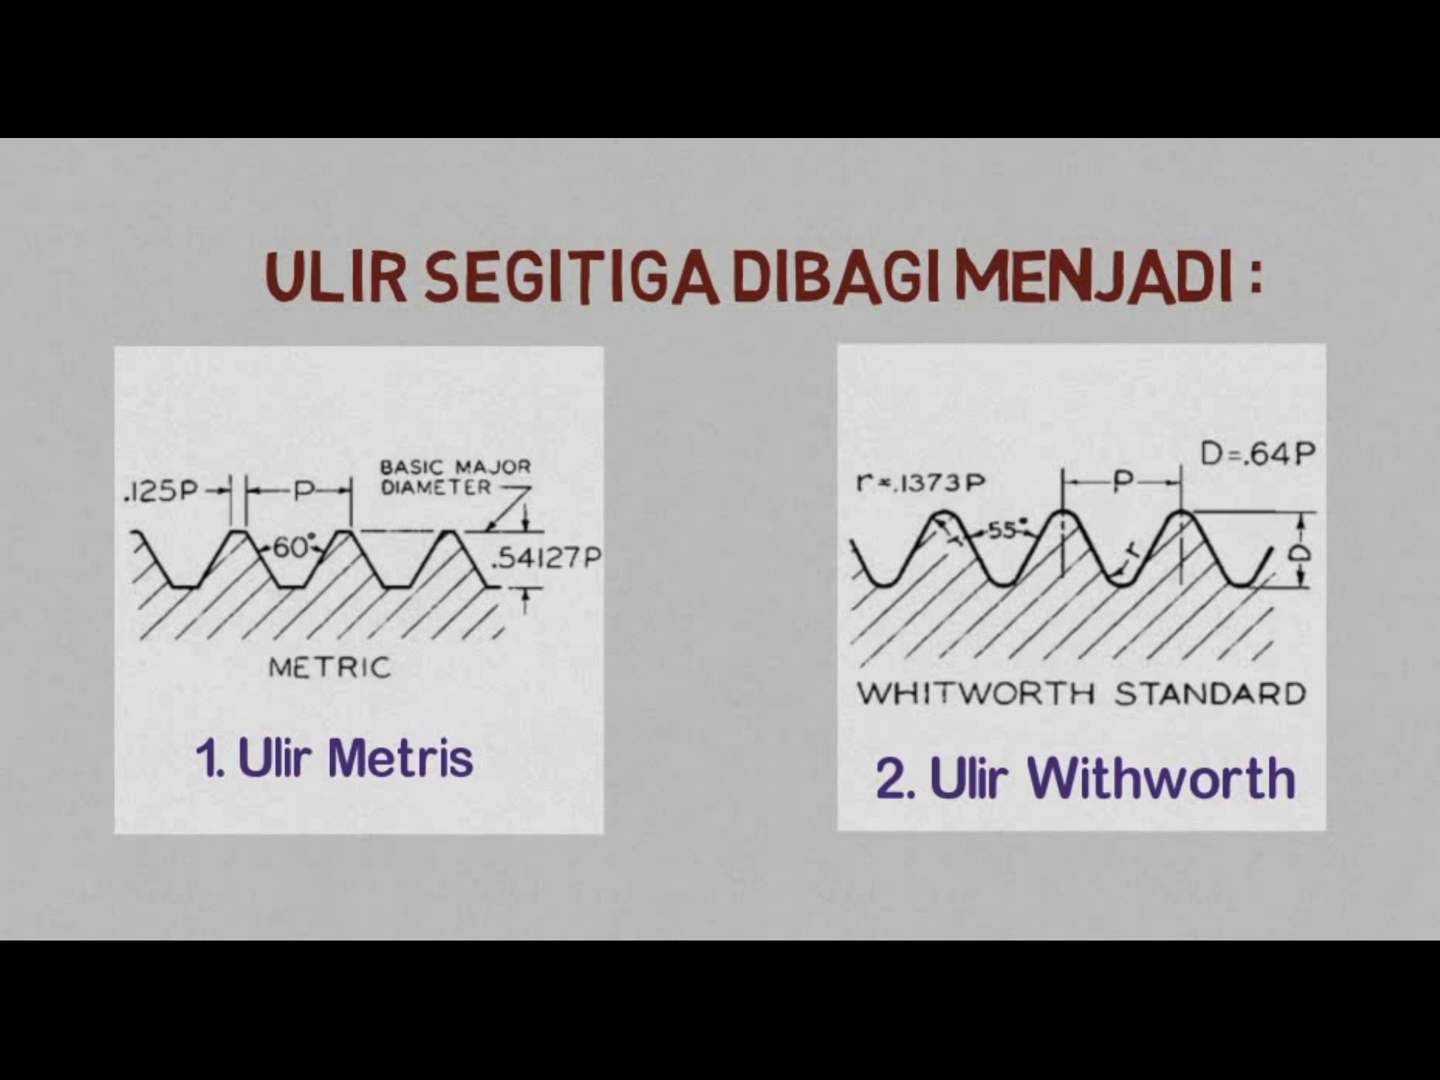 ULIR SEGITIGA DIBAGI MENJADI :
.125P
P
BASIC MAJOR
DIAMETER
60°
.54127P
METRIC
1. Ulir Metris
D=.64P
r=.1373P
P
55°
r
r
D
WHITWORTH STANDARD
2. Ulir Withworth